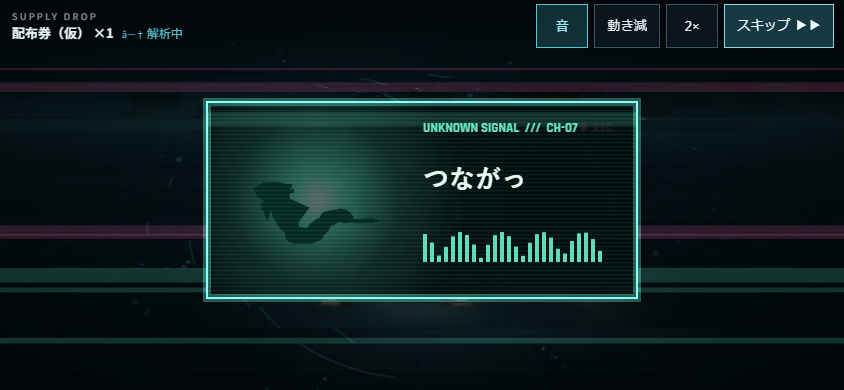 SUPPLY DROP
配布券（仮） ×1 â—† 解析中
音
動き減
2×
スキップ ▶▶
UNKNOWN SIGNAL /// CH-07 ● REC
つながっ